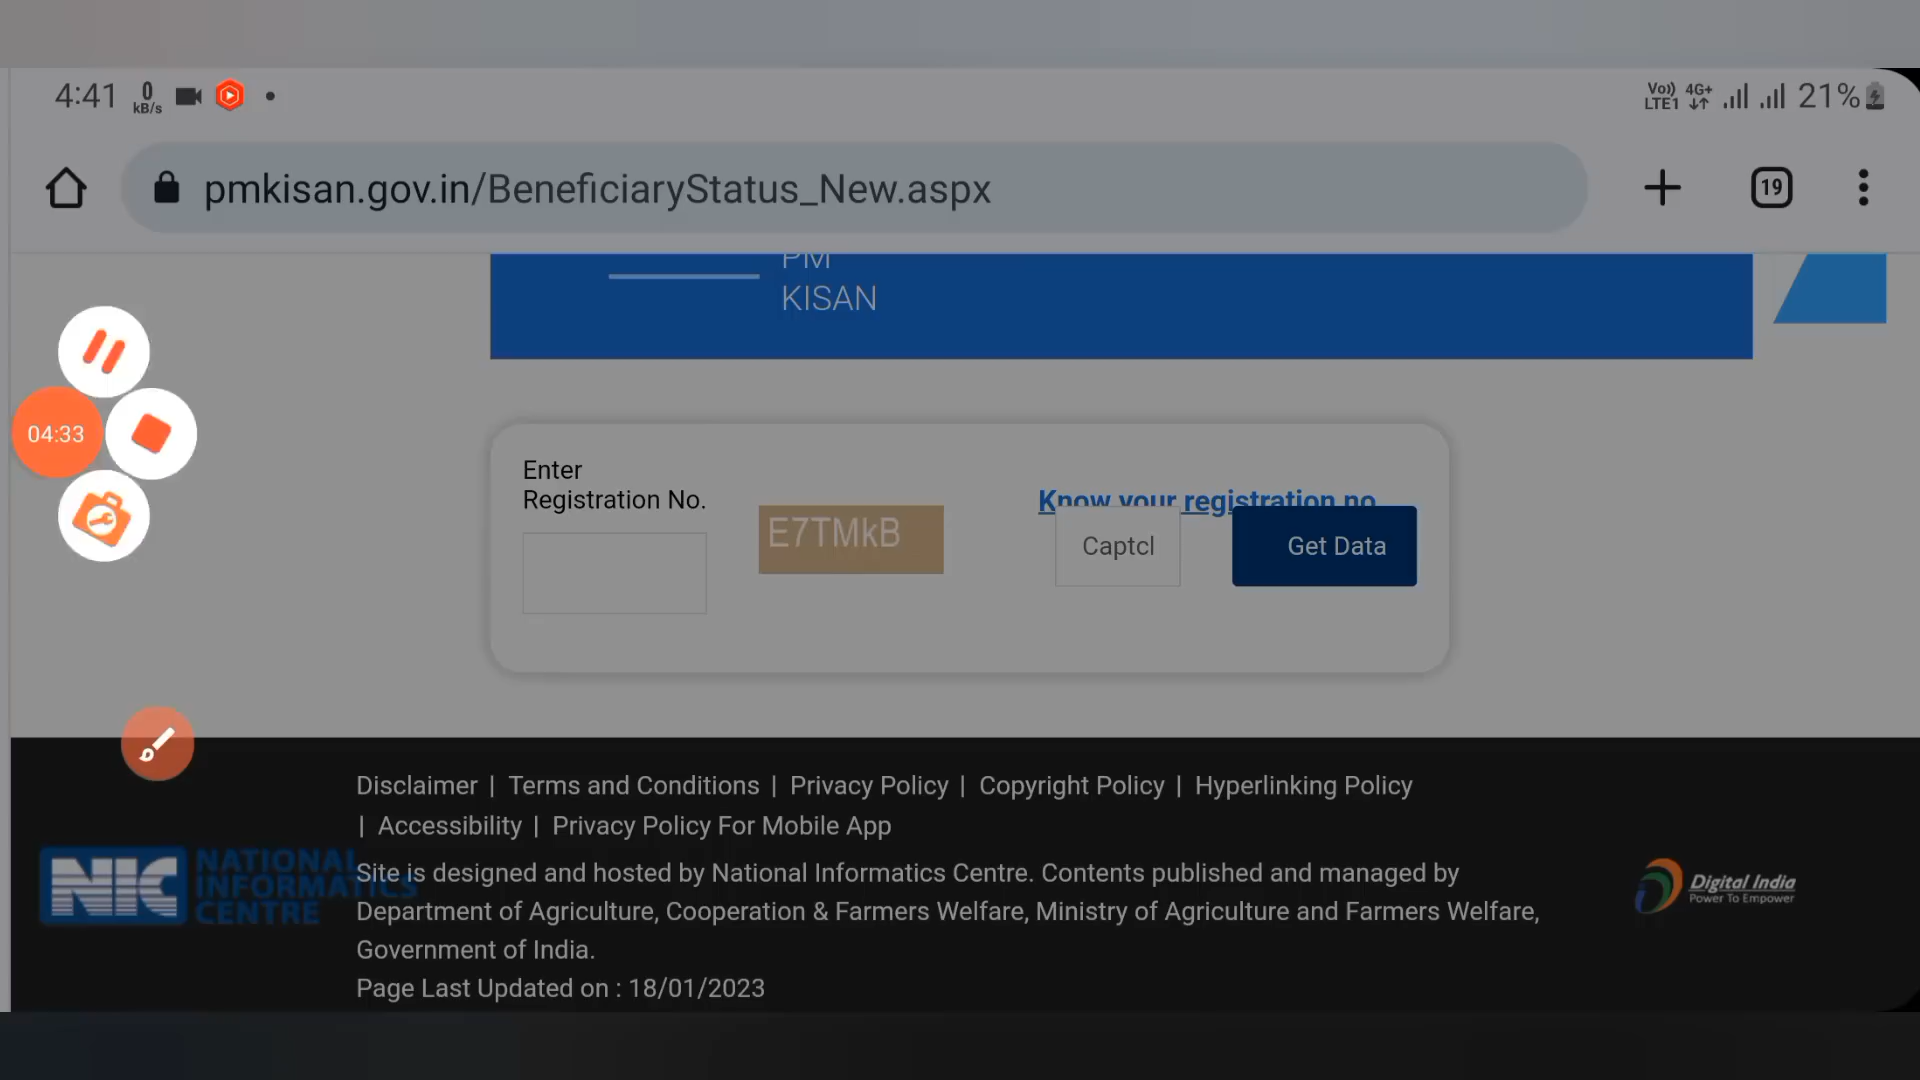 4:41
0
kB/s
Vo))
LTE1
4G+
21%
pmkisan.gov.in/BeneficiaryStatus_New.aspx
19
PM
KISAN
04:33
Enter
Registration No.
E7TMkB
Know your registration no
Captcl
Get Data
Disclaimer | Terms and Conditions | Privacy Policy | Copyright Policy | Hyperlinking Policy
| Accessibility | Privacy Policy For Mobile App
NIC
NATIONAL
INFORMATICS
CENTRE
Site is designed and hosted by National Informatics Centre. Contents published and managed by
Department of Agriculture, Cooperation & Farmers Welfare, Ministry of Agriculture and Farmers Welfare,
Government of India.
Page Last Updated on : 18/01/2023
Digital India
Power To Empower